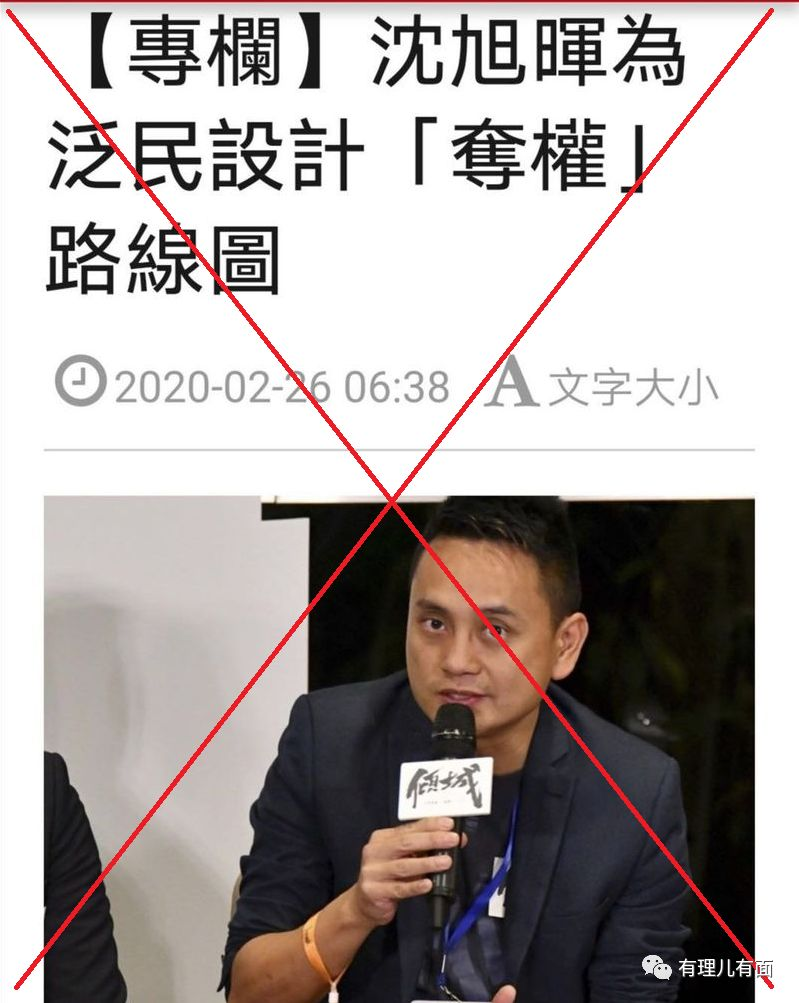 【專欄】沈旭暉為
泛民設計「奪權」
路線圖
2020-02-26 06:38 A 文字大小
傾城
有理儿有面